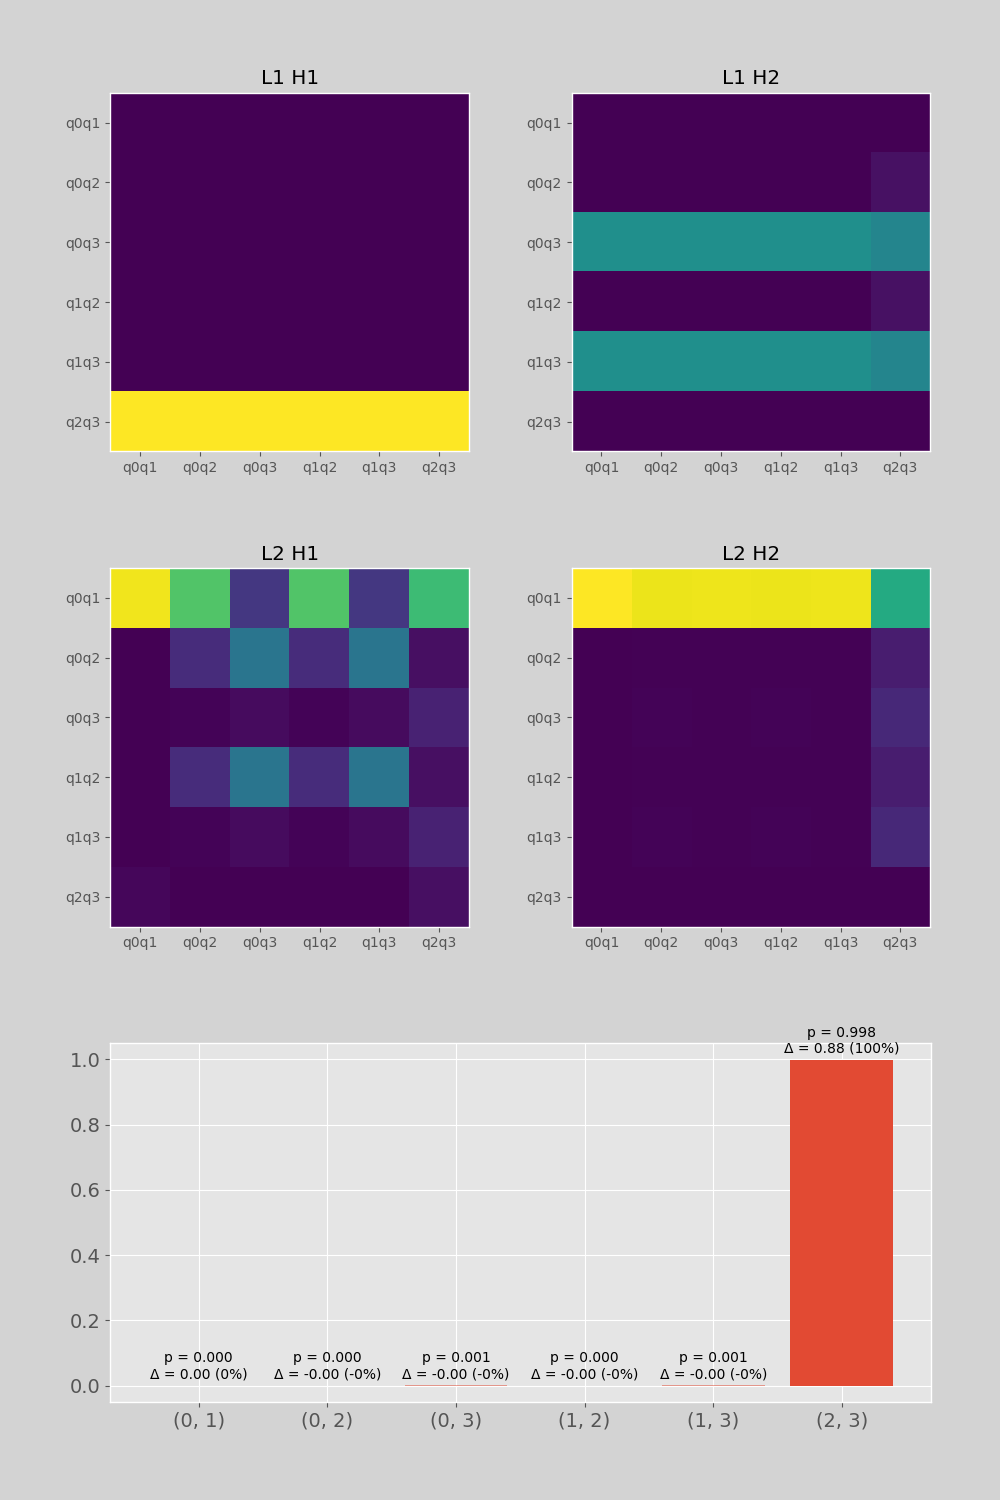 L1 H1
q0q1
q0q2
q0q3
q1q2
q1q3
q2q3
q0q1 q0q2 q0q3 q1q2 q1q3 q2q3
L1 H2
q0q1
q0q2
q0q3
q1q2
q1q3
q2q3
q0q1 q0q2 q0q3 q1q2 q1q3 q2q3
L2 H1
q0q1
q0q2
q0q3
q1q2
q1q3
q2q3
q0q1 q0q2 q0q3 q1q2 q1q3 q2q3
L2 H2
q0q1
q0q2
q0q3
q1q2
q1q3
q2q3
q0q1 q0q2 q0q3 q1q2 q1q3 q2q3
1.0
0.8
0.6
0.4
0.2
0.0
p = 0.000
Δ = 0.00 (0%)
p = 0.000
Δ = -0.00 (-0%)
p = 0.001
Δ = -0.00 (-0%)
p = 0.000
Δ = -0.00 (-0%)
p = 0.001
Δ = -0.00 (-0%)
p = 0.998
Δ = 0.88 (100%)
(0, 1) (0, 2) (0, 3) (1, 2) (1, 3) (2, 3)